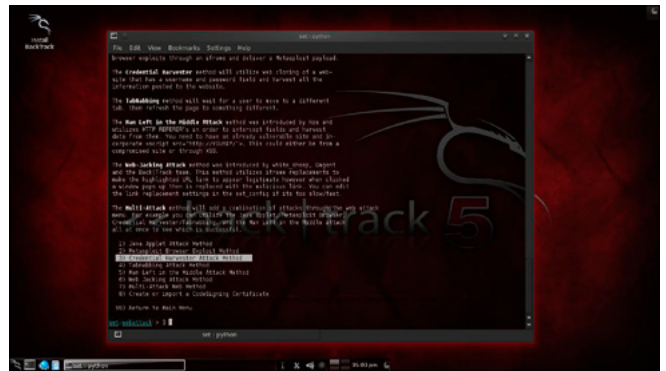 Install
BackTrack
set : python
File Edit View Bookmarks Settings Help
browser exploits through an iframe and deliver a Metasploit payload.
The Credential Harvester method will utilize web cloning of a web-
site that has a username and password field and harvest all the
information posted to the website.
The TabNabbing method will wait for a user to move to a different
tab, then refresh the page to something different.
The Man Left in the Middle Attack method was introduced by Kos and
utilizes HTTP REFERER's in order to intercept fields and harvest
data from them. You need to have an already vulnerable site and in-
corporate <script src="http://YOURIP/">. This could either be from a
compromised site or through XSS.
The Web-Jacking Attack method was introduced by white_sheep, Emgent
and the Back|Track team. This method utilizes iframe replacements to
make the highlighted URL link to appear legitimate however when clicked
a window pops up then is replaced with the malicious link. You can edit
the link replacement settings in the set_config if its too slow/fast.
The Multi-Attack method will add a combination of attacks through the web attack
menu. For example you can utilize the Java Applet, Metasploit Browser,
Credential Harvester/Tabnabbing, and the Man Left in the Middle attack
all at once to see which is successful.
back | track 5
1) Java Applet Attack Method
2) Metasploit Browser Exploit Method
3) Credential Harvester Attack Method
4) Tabnabbing Attack Method
5) Man Left in the Middle Attack Method
6) Web Jacking Attack Method
7) Multi-Attack Web Method
8) Create or import a CodeSigning Certificate
99) Return to Main Menu
set:webattack > 3
set : python
set : python
05:03 pm